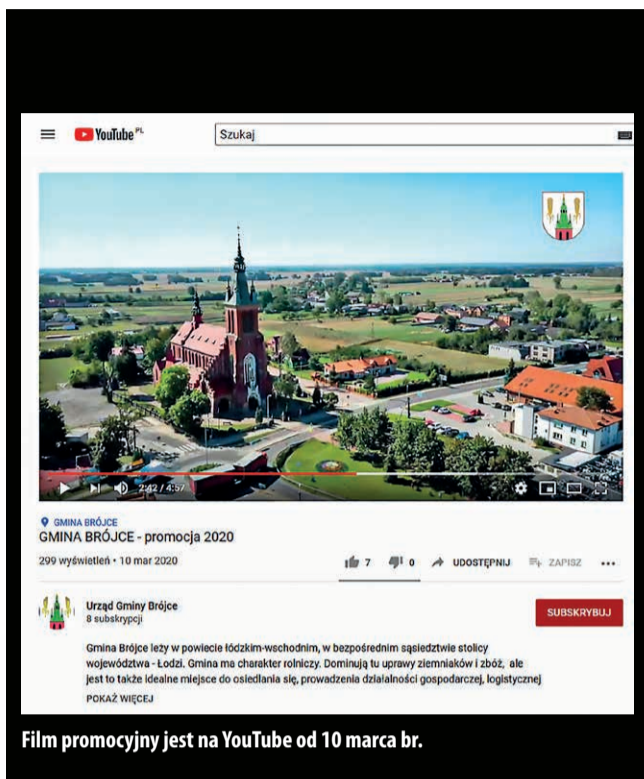 YouTube PL
Szukaj
2:42 / 4:57
GMINA BRÓJCE
GMINA BRÓJCE - promocja 2020
299 wyświetleń • 10 mar 2020
7
0
UDOSTĘPNIJ
ZAPISZ
Urząd Gminy Brójce
8 subskrypcji
SUBSKRYBUJ
Gmina Brójce leży w powiecie łódzkim-wschodnim, w bezpośrednim sąsiedztwie stolicy
województwa - Łodzi. Gmina ma charakter rolniczy. Dominują tu uprawy ziemniaków i zbóż, ale
jest to także idealne miejsce do osiedlania się, prowadzenia działalności gospodarczej, logistycznej
POKAŻ WIĘCEJ
Film promocyjny jest na YouTube od 10 marca br.